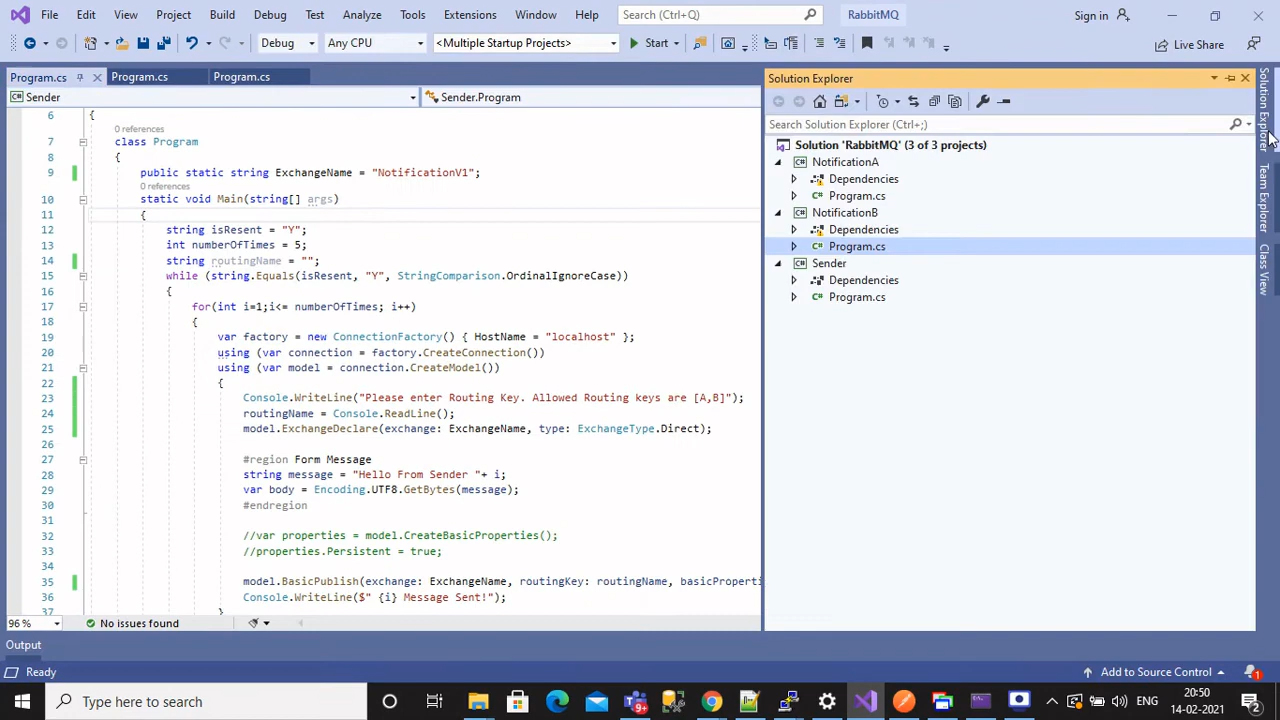 File Edit View Project Build Debug Test Analyze Tools Extensions Window Help Search (Ctrl+Q) RabbitMQ Sign in
Debug Any CPU <Multiple Startup Projects> Start Live Share
Program.cs Program.cs Program.cs
Sender Sender.Program
6 {
0 references
7 class Program
8 {
9 public static string ExchangeName = "NotificationV1";
0 references
10 static void Main(string[] args)
11 {
12 string isResent = "Y";
13 int numberOfTimes = 5;
14 string routingName = "";
15 while (string.Equals(isResent, "Y", StringComparison.OrdinalIgnoreCase))
16 {
17 for(int i=1;i<= numberOfTimes; i++)
18 {
19 var factory = new ConnectionFactory() { HostName = "localhost" };
20 using (var connection = factory.CreateConnection())
21 using (var model = connection.CreateModel())
22 {
23 Console.WriteLine("Please enter Routing Key. Allowed Routing keys are [A,B]");
24 routingName = Console.ReadLine();
25 model.ExchangeDeclare(exchange: ExchangeName, type: ExchangeType.Direct);
26
27 #region Form Message
28 string message = "Hello From Sender "+ i;
29 var body = Encoding.UTF8.GetBytes(message);
30 #endregion
31
32 //var properties = model.CreateBasicProperties();
33 //properties.Persistent = true;
34
35 model.BasicPublish(exchange: ExchangeName, routingKey: routingName, basicProperti
36 Console.WriteLine($" {i} Message Sent!");
37 }
96 % No issues found
Solution Explorer
Search Solution Explorer (Ctrl+;)
Solution 'RabbitMQ' (3 of 3 projects)
C# NotificationA
Dependencies
C# Program.cs
C# NotificationB
Dependencies
C# Program.cs
C# Sender
Dependencies
C# Program.cs
Solution Explorer
Team Explorer
Class View
Output
Ready Add to Source Control 1
Type here to search 9+ ENG 20:50
14-02-2021 2